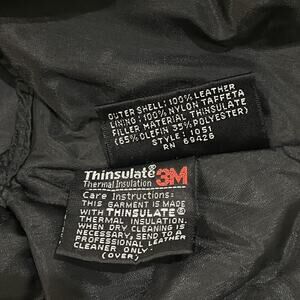 OUTER SHELL: 100% LEATHER
LINING: 100% NYLON TAFFETA
FILLER MATERIAL THINSULATE
(65% OLEFIN 35% POLYESTER)
STYLE: 1051
RN 69426
Thinsulate® 3M
Thermal Insulation
Care Instructions:
THIS GARMENT IS MADE
WITH THINSULATE®
THERMAL INSULATION.
WHEN DRY CLEANING IS
NECESSARY, SEND TO A
PROFESSIONAL LEATHER
CLEANER ONLY.
(OVER)